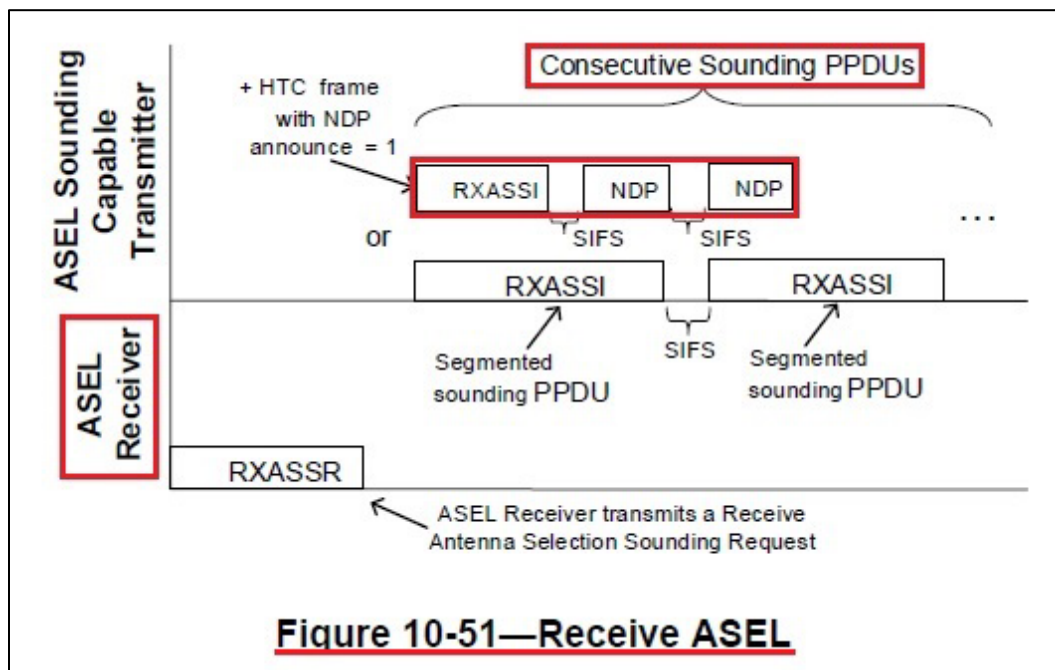 ASEL Sounding
Capable
Transmitter
Consecutive Sounding PPDUs
+ HTC frame
with NDP
announce = 1
RXASSI
NDP
NDP
SIFS
SIFS
...
or
RXASSI
RXASSI
SIFS
Segmented
sounding PPDU
Segmented
sounding PPDU
ASEL
Receiver
RXASSR
ASEL Receiver transmits a Receive
Antenna Selection Sounding Request
Figure 10-51—Receive ASEL